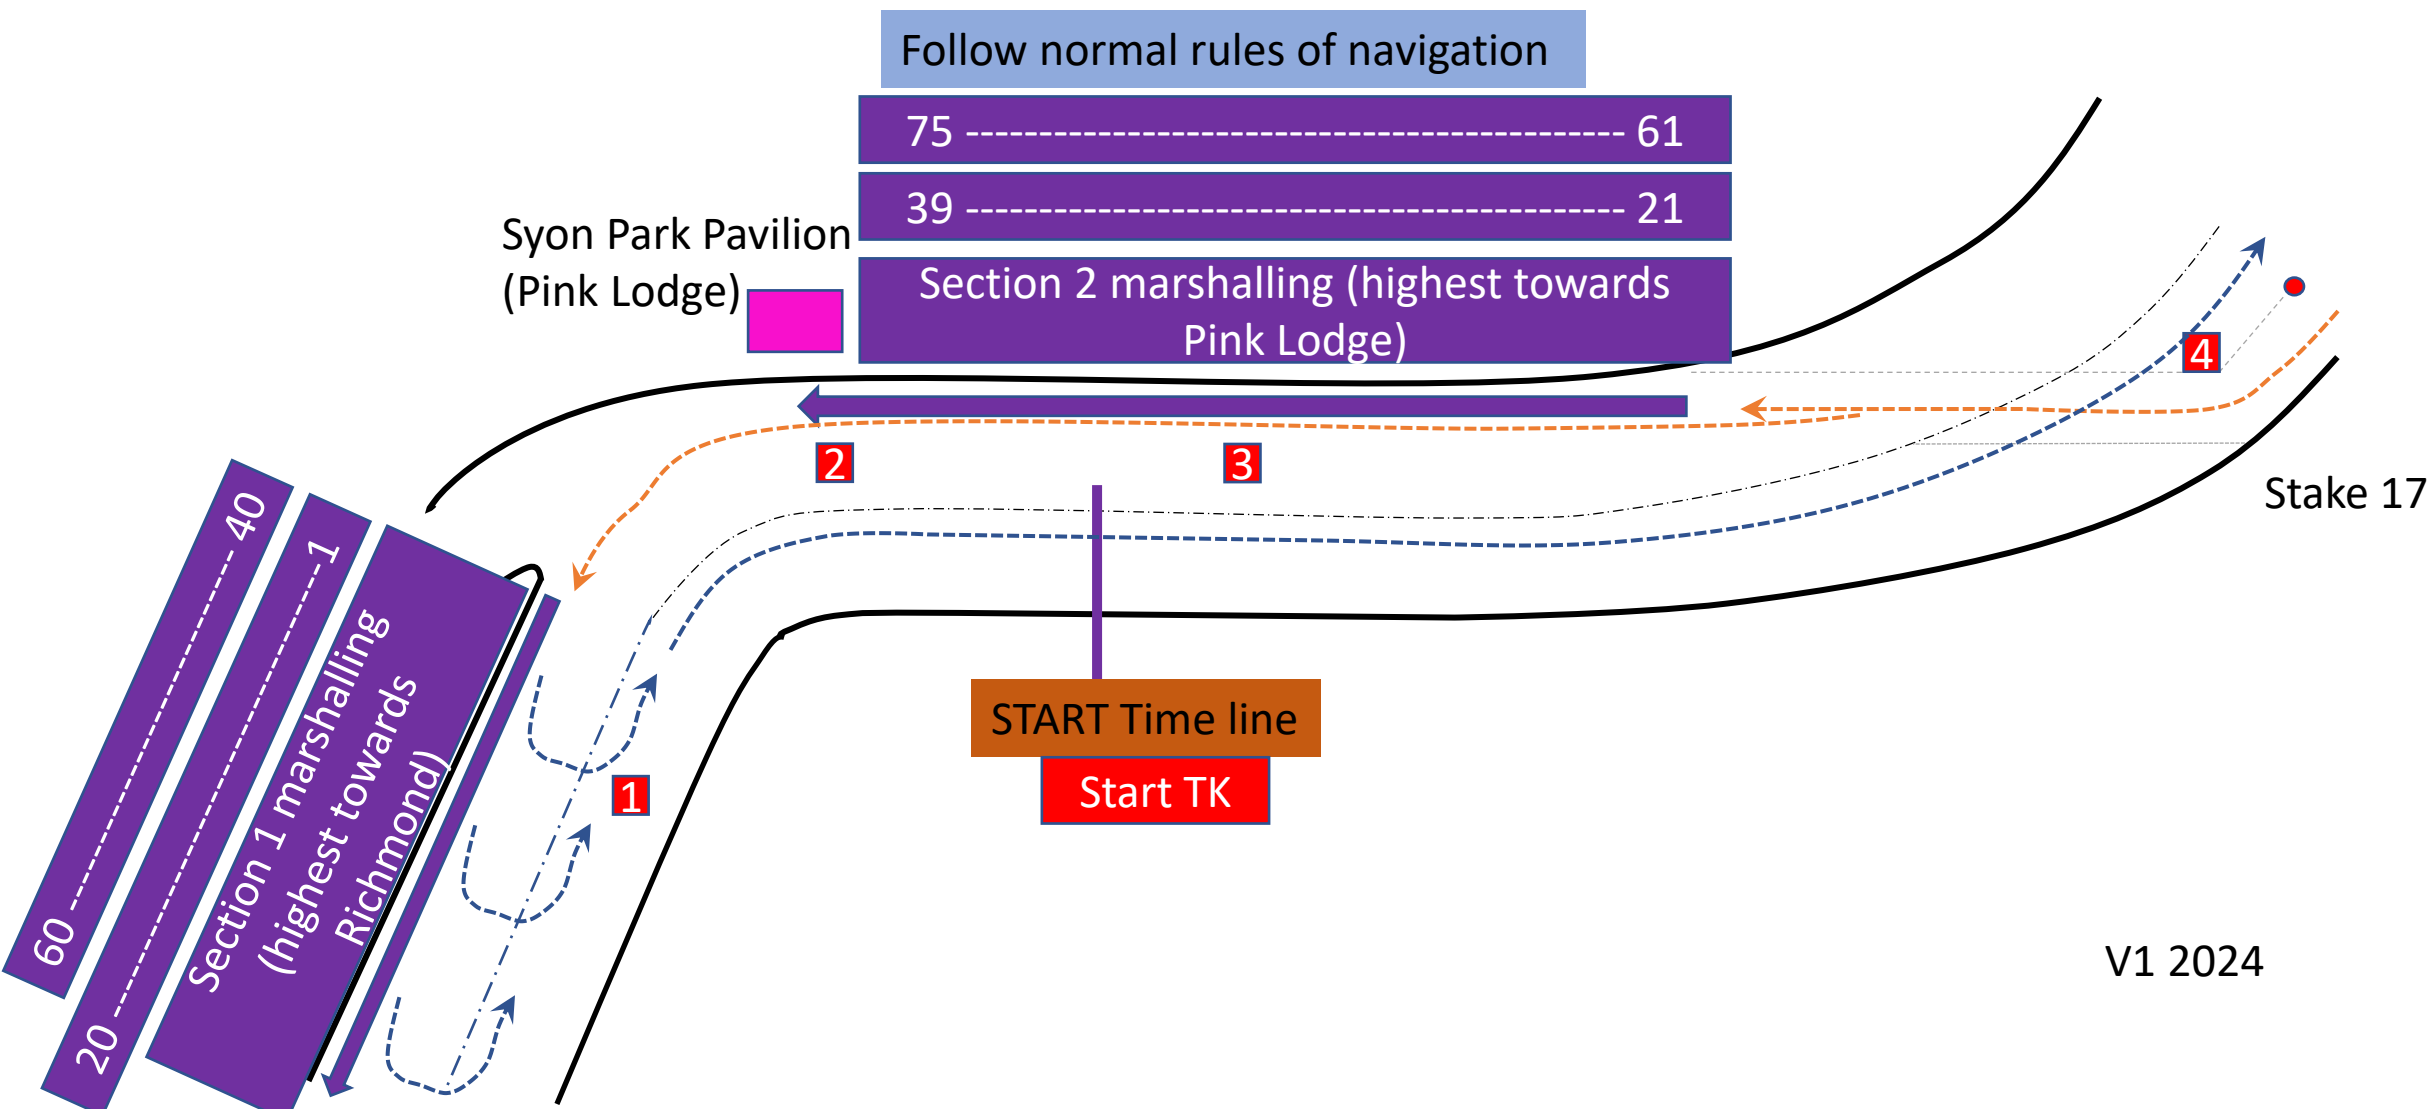 Follow normal rules of navigation
75 --------------------------------------------- 61
39 --------------------------------------------- 21
Section 2 marshalling (highest towards
Pink Lodge)
Syon Park Pavilion
(Pink Lodge)
4
2
3
Stake 17
60 ----------------------- 40
20 ----------------------- 1
Section 1 marshalling
(highest towards
Richmond)
START Time line
Start TK
1
V1 2024